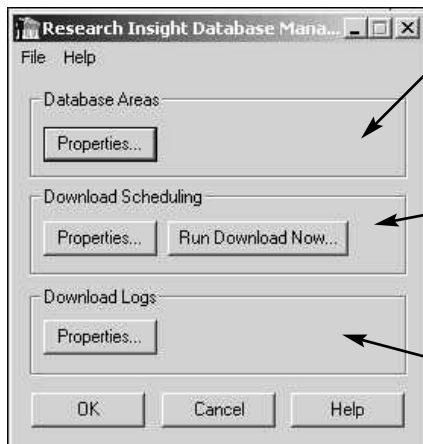 Research Insight Database Mana...
File Help
Database Areas
Properties...
Download Scheduling
Properties... Run Download Now...
Download Logs
Properties...
OK Cancel Help